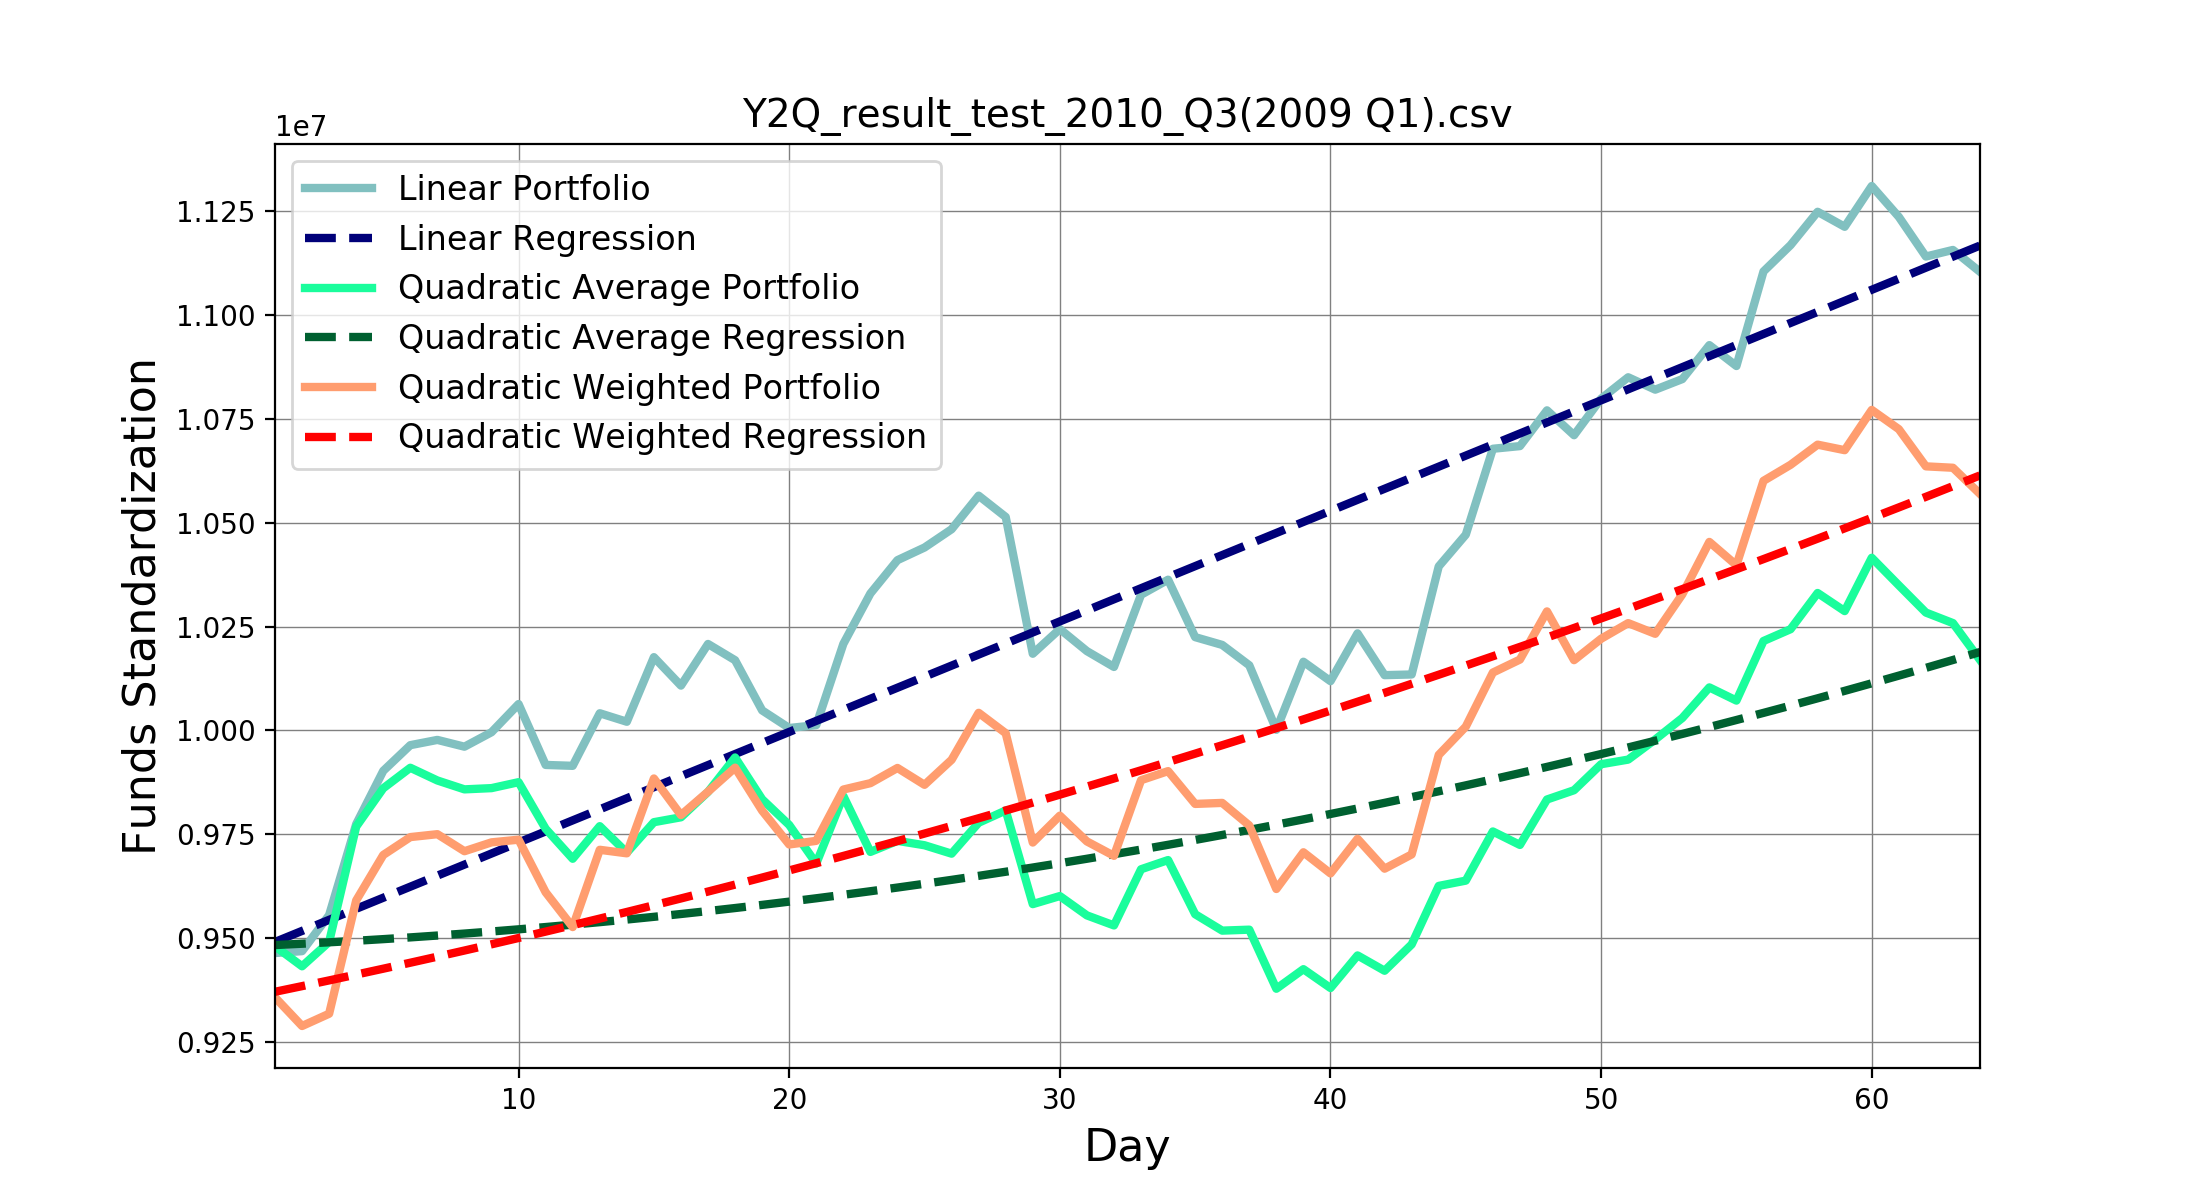 Y2Q_result_test_2010_Q3(2009 Q1).csv
1e7
Linear Portfolio
Linear Regression
Quadratic Average Portfolio
Quadratic Average Regression
Quadratic Weighted Portfolio
Quadratic Weighted Regression
Funds Standardization
1.125
1.100
1.075
1.050
1.025
1.000
0.975
0.950
0.925
10 20 30 40 50 60
Day